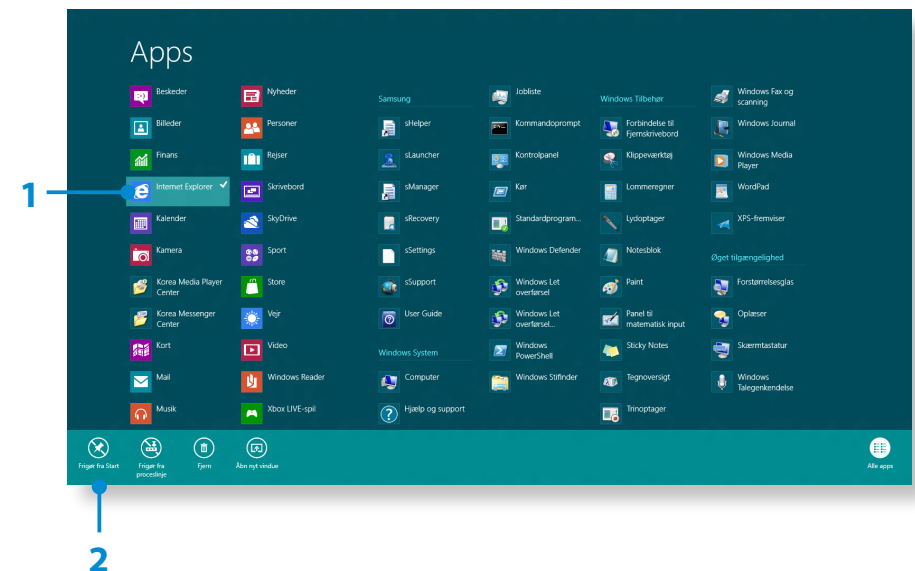 Apps
Beskeder
Billeder
Finans
Internet Explorer
Kalender
Kamera
Korea Media Player
Center
Korea Messenger
Center
Kort
Mail
Musik
Nyheder
Personer
Rejser
Skrivebord
SkyDrive
Sport
Store
Vejr
Video
Windows Reader
Xbox LIVE-spil
Samsung
sHelper
sLauncher
sManager
sRecovery
sSettings
sSupport
User Guide
Windows System
Computer
Hjælp og support
Jobliste
Kommandoprompt
Kontrolpanel
Kør
Standardprogram...
Windows Defender
Windows Let
overførsel
Windows Let
overførsel...
Windows
PowerShell
Windows Stifinder
Windows Tilbehør
Forbindelse til
Fjernskrivebord
Klippeværktøj
Lommeregner
Lydoptager
Notesblok
Paint
Panel til
matematisk input
Sticky Notes
Tegnoversigt
Trinoptager
Windows Fax og
scanning
Windows Journal
Windows Media
Player
WordPad
XPS-fremviser
Øget tilgængelighed
Forstørrelsesglas
Oplæser
Skærmtastatur
Windows
Talegenkendelse
1
Frigør fra Start
Frigør fra
proceslinje
Fjern
Åbn nyt vindue
Alle apps
2